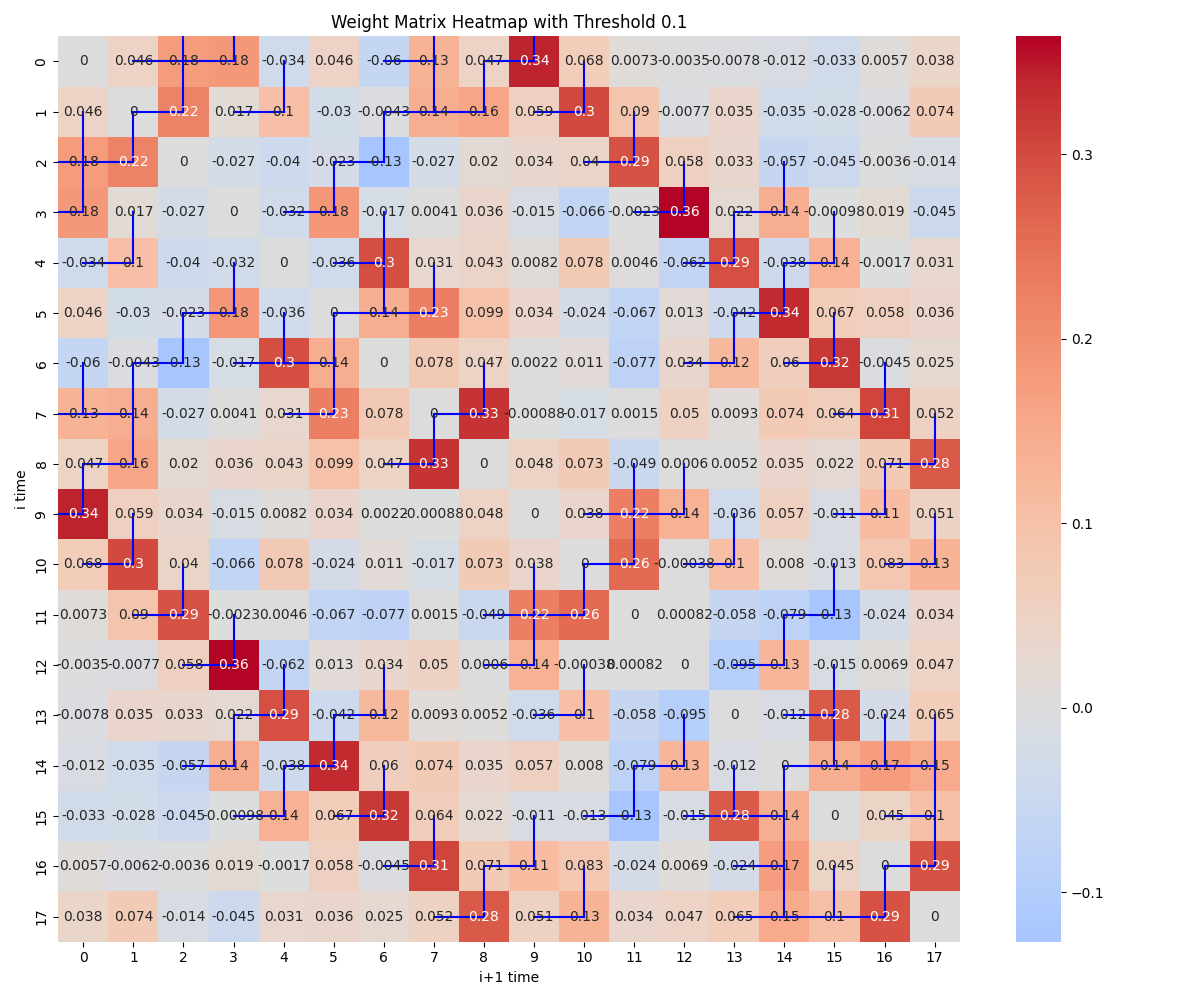 Weight Matrix Heatmap with Threshold 0.1
0 0 0.046 0.18 0.18 -0.034 0.046 -0.06 0.13 0.047 0.34 0.068 0.0073 -0.0035 -0.0078 -0.012 -0.033 0.0057 0.038
1 0.046 0 0.22 0.017 0.1 -0.03 -0.0043 0.14 0.16 0.059 0.3 0.09 -0.0077 0.035 -0.035 -0.028 -0.0062 0.074
2 0.18 0.22 0 -0.027 -0.04 -0.023 -0.13 -0.027 0.02 0.034 0.04 0.29 0.058 0.033 -0.057 -0.045 -0.0036 -0.014
3 0.18 0.017 -0.027 0 -0.032 0.18 -0.017 0.0041 0.036 -0.015 -0.066 -0.0023 0.36 0.022 0.14 -0.00098 0.019 -0.045
4 -0.034 0.1 -0.04 -0.032 0 -0.036 0.3 0.031 0.043 0.0082 0.078 0.0046 -0.062 0.29 -0.038 0.14 -0.0017 0.031
5 0.046 -0.03 -0.023 0.18 -0.036 0 0.14 0.23 0.099 0.034 -0.024 -0.067 0.013 -0.042 0.34 0.067 0.058 0.036
6 -0.06 -0.0043 -0.13 -0.017 0.3 0.14 0 0.078 0.047 0.0022 0.011 -0.077 0.034 0.12 0.06 0.32 -0.0045 0.025
7 0.13 0.14 -0.027 0.0041 0.031 0.23 0.078 0 0.33 -0.00088 -0.017 0.0015 0.05 0.0093 0.074 0.064 0.31 0.052
8 0.047 0.16 0.02 0.036 0.043 0.099 0.047 0.33 0 0.048 0.073 -0.049 0.0006 0.0052 0.035 0.022 0.071 0.28
9 0.34 0.059 0.034 -0.015 0.0082 0.034 0.0022 -0.00088 0.048 0 0.038 0.22 0.14 -0.036 0.057 -0.011 0.11 0.051
10 0.068 0.3 0.04 -0.066 0.078 -0.024 0.011 -0.017 0.073 0.038 0 0.26 -0.00038 0.1 0.008 -0.013 0.083 0.13
11 0.0073 0.09 0.29 -0.0023 0.0046 -0.067 -0.077 0.0015 -0.049 0.22 0.26 0 0.00082 -0.058 -0.079 -0.13 -0.024 0.034
12 -0.0035 -0.0077 0.058 0.36 -0.062 0.013 0.034 0.05 0.0006 0.14 -0.00038 0.00082 0 -0.095 0.13 -0.015 0.0069 0.047
13 -0.0078 0.035 0.033 0.022 0.29 -0.042 0.12 0.0093 0.0052 -0.036 0.1 -0.058 -0.095 0 -0.012 0.28 -0.024 0.065
14 -0.012 -0.035 -0.057 0.14 -0.038 0.34 0.06 0.074 0.035 0.057 0.008 -0.079 0.13 -0.012 0 0.14 0.17 0.15
15 -0.033 -0.028 -0.045 -0.00098 0.14 0.067 0.32 0.064 0.022 -0.011 -0.013 -0.13 -0.015 0.28 0.14 0 0.045 0.1
16 -0.0057 -0.0062 -0.0036 0.019 -0.0017 0.058 -0.0045 0.31 0.071 0.11 0.083 -0.024 0.0069 -0.024 0.17 0.045 0 0.29
17 0.038 0.074 -0.014 -0.045 0.031 0.036 0.025 0.052 0.28 0.051 0.13 0.034 0.047 0.065 0.15 0.1 0.29 0
0 1 2 3 4 5 6 7 8 9 10 11 12 13 14 15 16 17
i+1 time
i time
0.3
0.2
0.1
0.0
−0.1